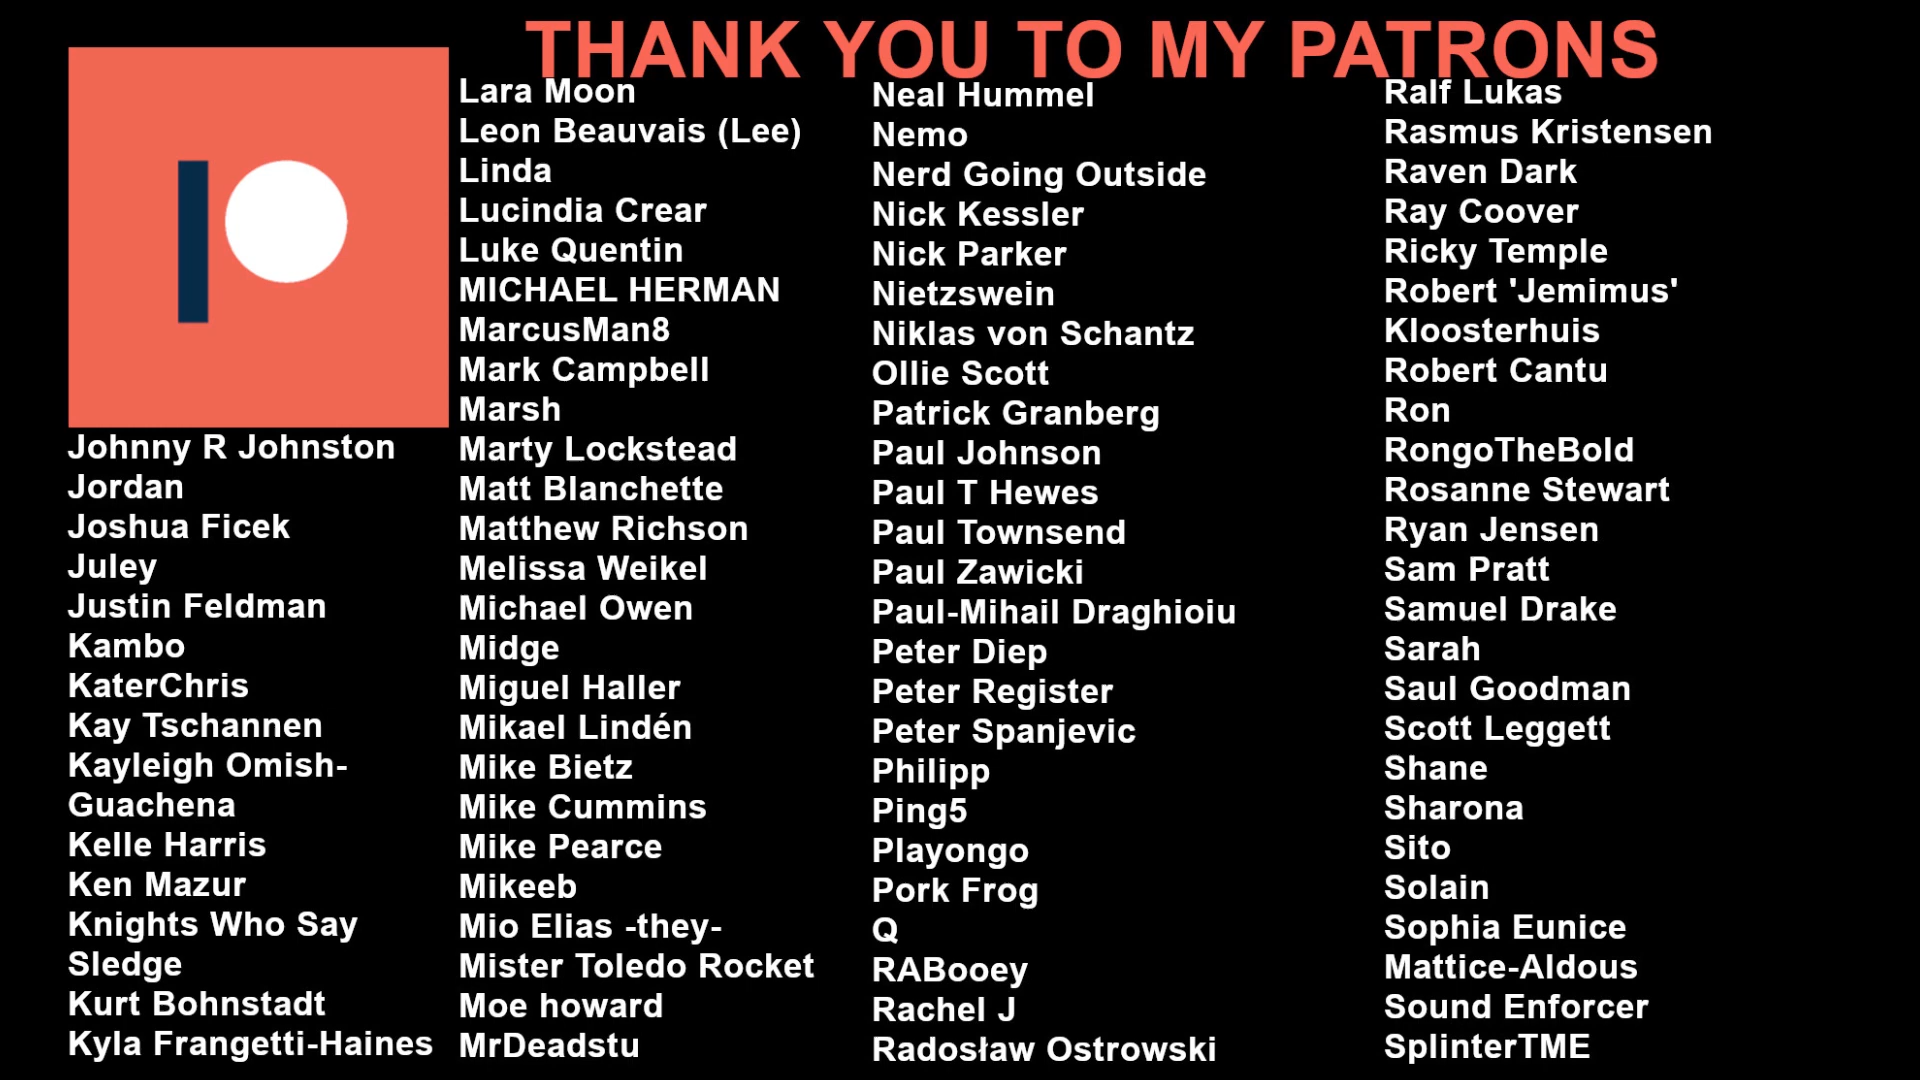 THANK YOU TO MY PATRONS
Johnny R Johnston
Jordan
Joshua Ficek
Juley
Justin Feldman
Kambo
KaterChris
Kay Tschannen
Kayleigh Omish-
Guachena
Kelle Harris
Ken Mazur
Knights Who Say
Sledge
Kurt Bohnstadt
Kyla Frangetti-Haines
Lara Moon
Leon Beauvais (Lee)
Linda
Lucindia Crear
Luke Quentin
MICHAEL HERMAN
MarcusMan8
Mark Campbell
Marsh
Marty Lockstead
Matt Blanchette
Matthew Richson
Melissa Weikel
Michael Owen
Midge
Miguel Haller
Mikael Lindén
Mike Bietz
Mike Cummins
Mike Pearce
Mikeeb
Mio Elias -they-
Mister Toledo Rocket
Moe howard
MrDeadstu
Neal Hummel
Nemo
Nerd Going Outside
Nick Kessler
Nick Parker
Nietzswein
Niklas von Schantz
Ollie Scott
Patrick Granberg
Paul Johnson
Paul T Hewes
Paul Townsend
Paul Zawicki
Paul-Mihail Draghioiu
Peter Diep
Peter Register
Peter Spanjevic
Philipp
Ping5
Playongo
Pork Frog
Q
RABooey
Rachel J
Radosław Ostrowski
Ralf Lukas
Rasmus Kristensen
Raven Dark
Ray Coover
Ricky Temple
Robert 'Jemimus'
Kloosterhuis
Robert Cantu
Ron
RongoTheBold
Rosanne Stewart
Ryan Jensen
Sam Pratt
Samuel Drake
Sarah
Saul Goodman
Scott Leggett
Shane
Sharona
Sito
Solain
Sophia Eunice
Mattice-Aldous
Sound Enforcer
SplinterTME